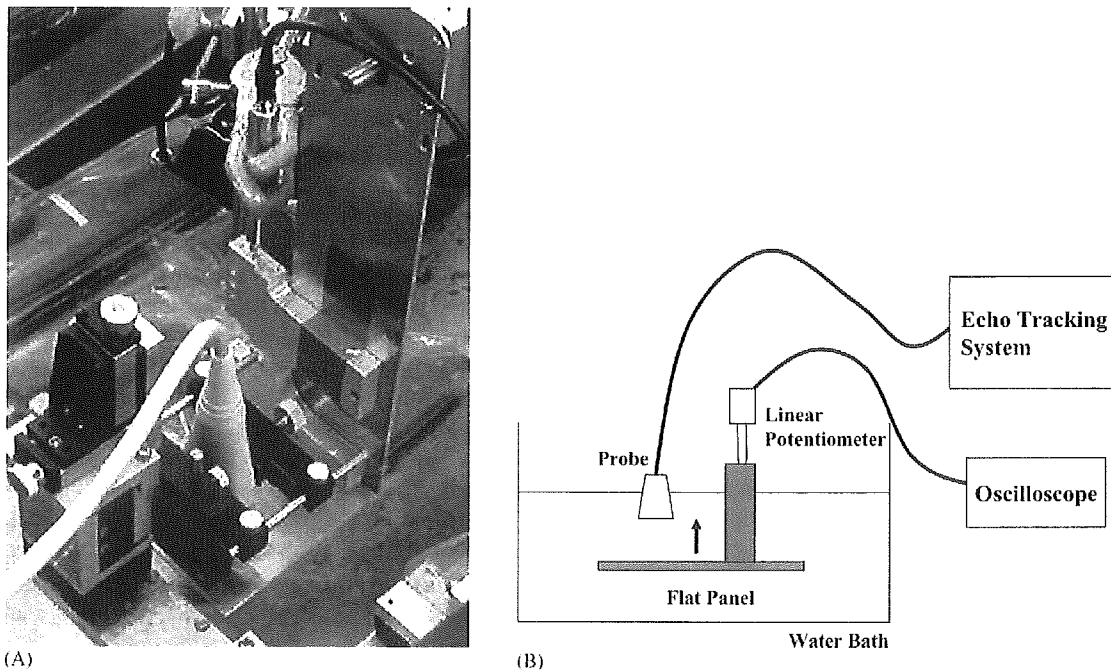 Echo Tracking
System
Linear
Potentiometer
Probe
Oscilloscope
Flat Panel
Water Bath
(A)
(B)